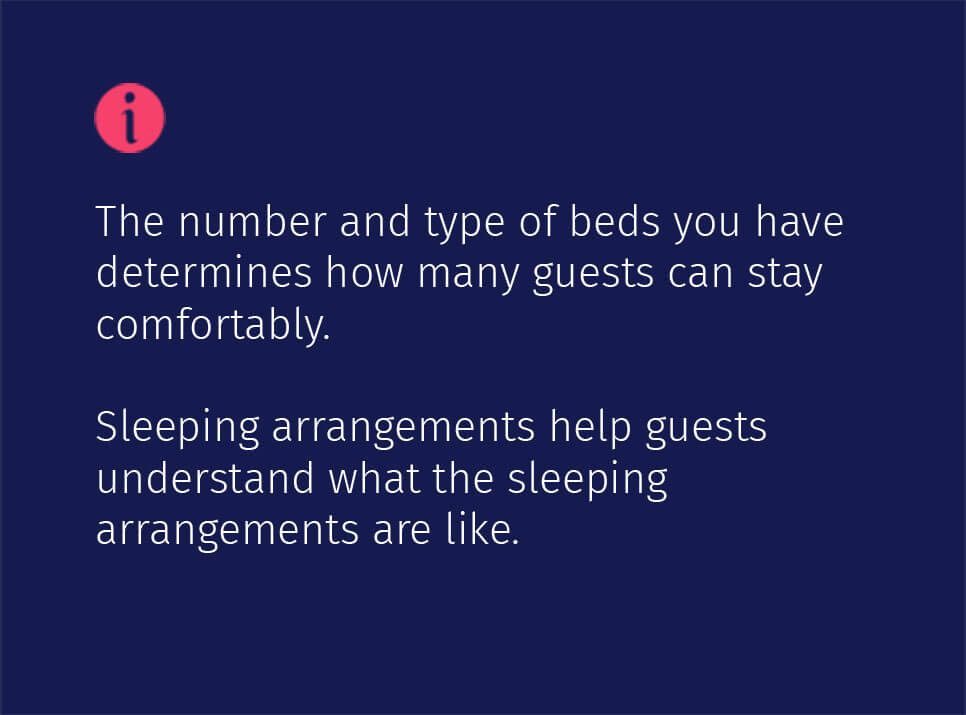 i
The number and type of beds you have
determines how many guests can stay
comfortably.
Sleeping arrangements help guests
understand what the sleeping
arrangements are like.